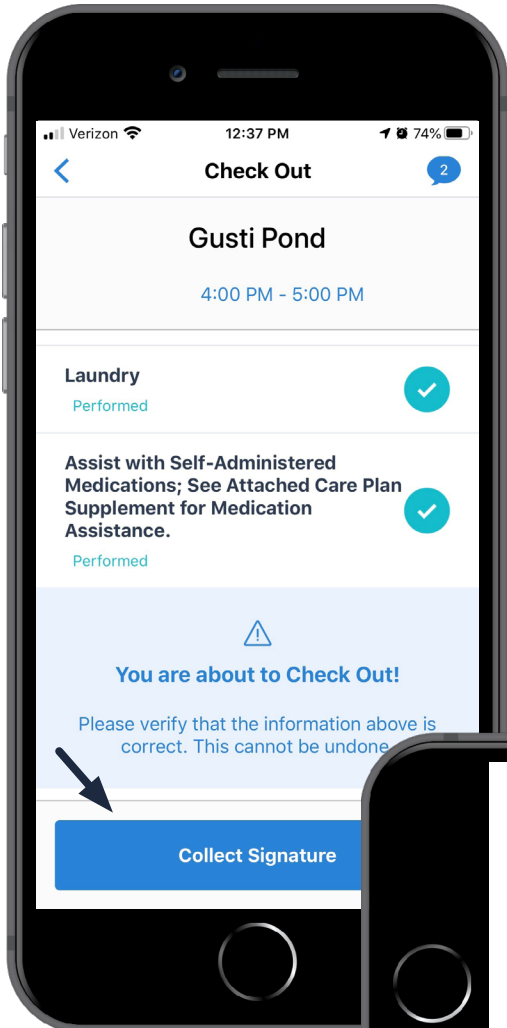 Verizon 12:37 PM 74%
Check Out 2
Gusti Pond
4:00 PM - 5:00 PM
Laundry
Performed
Assist with Self-Administered
Medications; See Attached Care Plan
Supplement for Medication
Assistance.
Performed
You are about to Check Out!
Please verify that the information above is
correct. This cannot be undone
Collect Signature